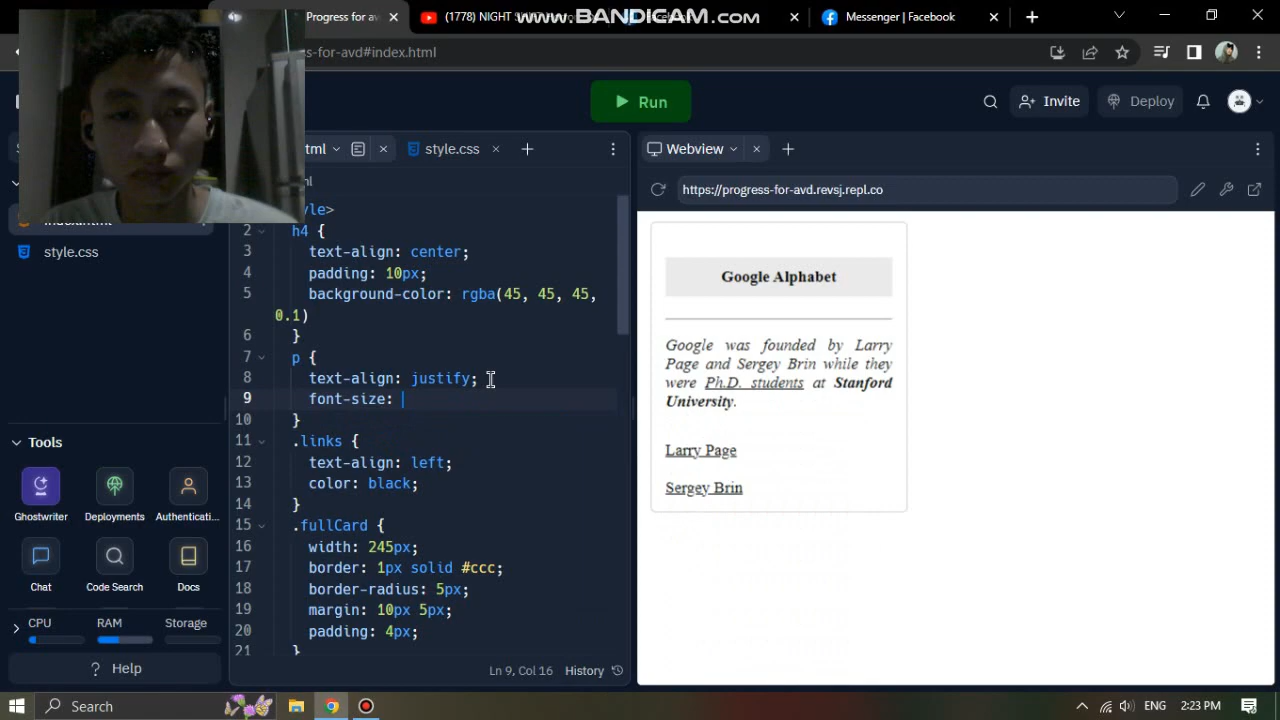 www.BANDICAM.com
Progress for av
(1778) NIGHT
Messenger | Facebook
ss-for-avd#index.html
Run
Invite
Deploy
tml
style.css
Webview
ml
https://progress-for-avd.revsj.repl.co
index.html
style.css
tyle>
2 h4 {
3 text-align: center;
4 padding: 10px;
5 background-color: rgba(45, 45, 45,
0.1)
6 }
7 p {
8 text-align: justify;
9 font-size:
10 }
11 .links {
12 text-align: left;
13 color: black;
14 }
15 .fullCard {
16 width: 245px;
17 border: 1px solid #ccc;
18 border-radius: 5px;
19 margin: 10px 5px;
20 padding: 4px;
21 }
Google Alphabet
Google was founded by Larry
Page and Sergey Brin while they
were Ph.D. students at Stanford
University.
Larry Page
Sergey Brin
Tools
Ghostwriter
Deployments
Authenticati...
Chat
Code Search
Docs
CPU
RAM
Storage
? Help
Ln 9, Col 16
History
Search
ENG
2:23 PM